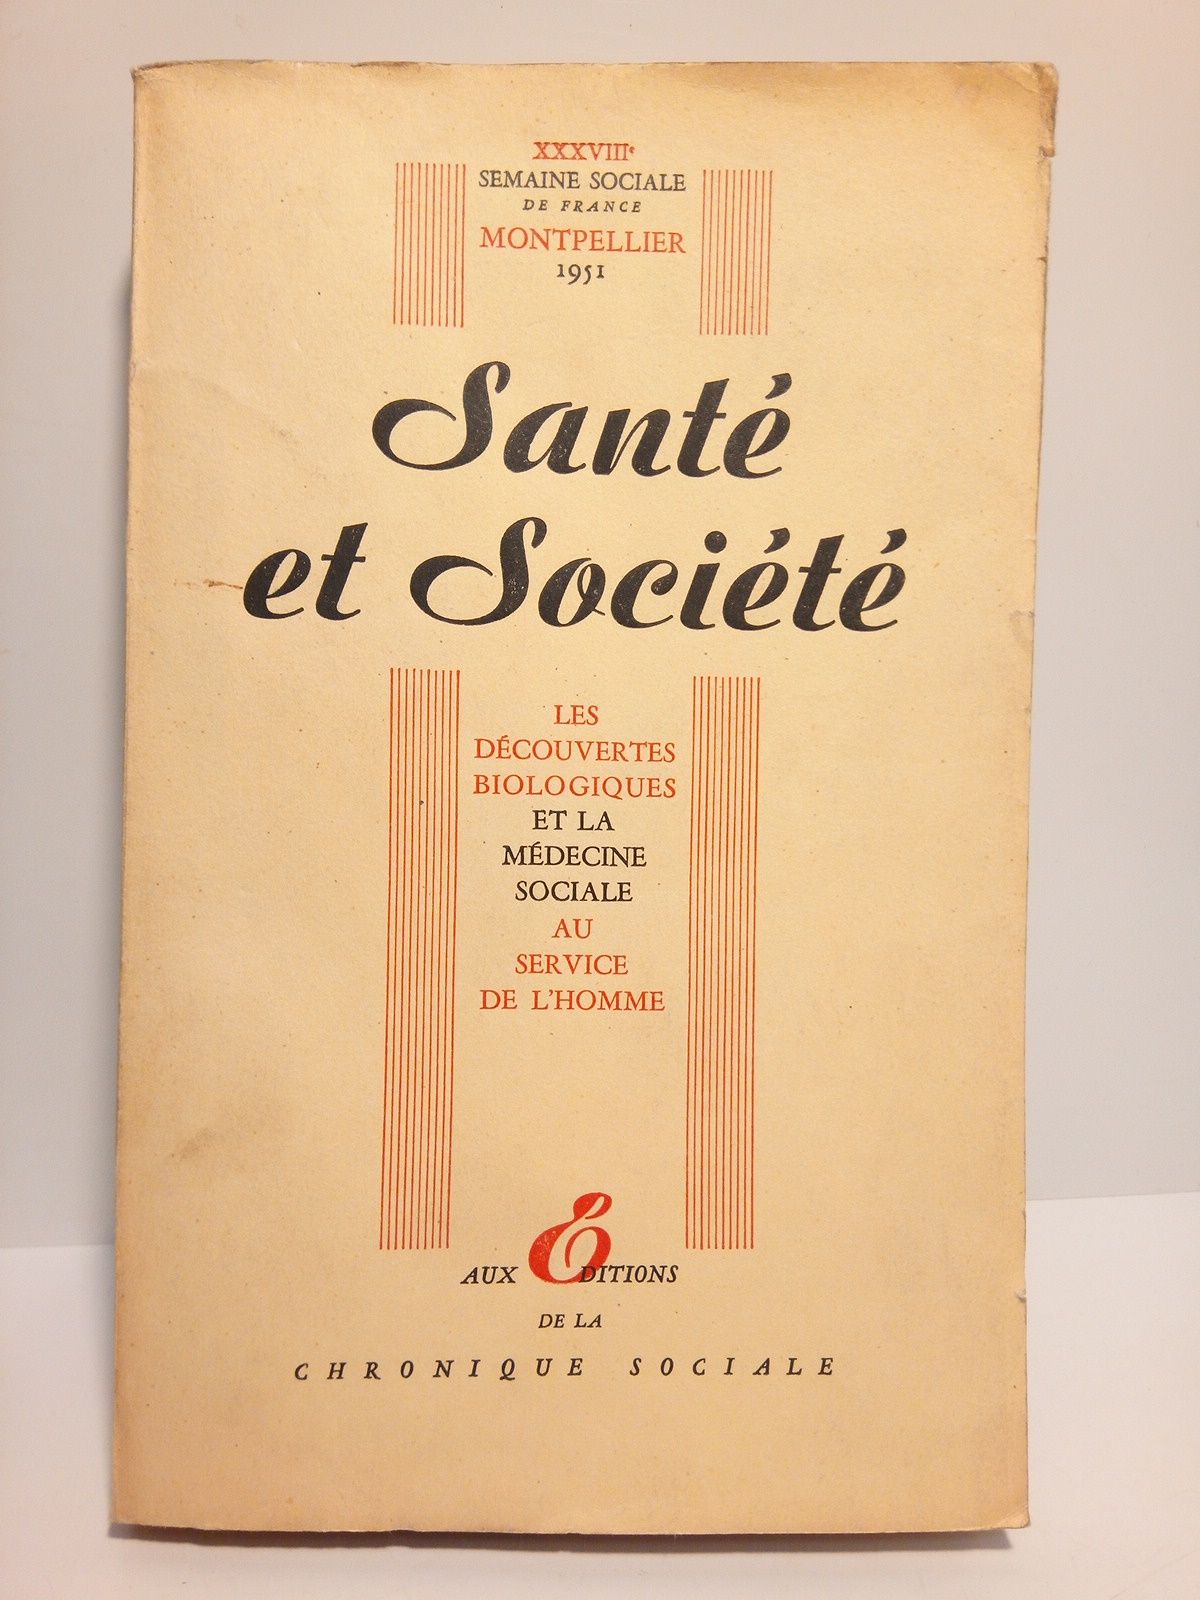 XXXVIIIe
SEMAINE SOCIALE
DE FRANCE
MONTPELLIER
1951
Santé
et Société
LES
DÉCOUVERTES
BIOLOGIQUES
ET LA
MÉDECINE
SOCIALE
AU
SERVICE
DE L'HOMME
AUX ÉDITIONS
DE LA
CHRONIQUE SOCIALE